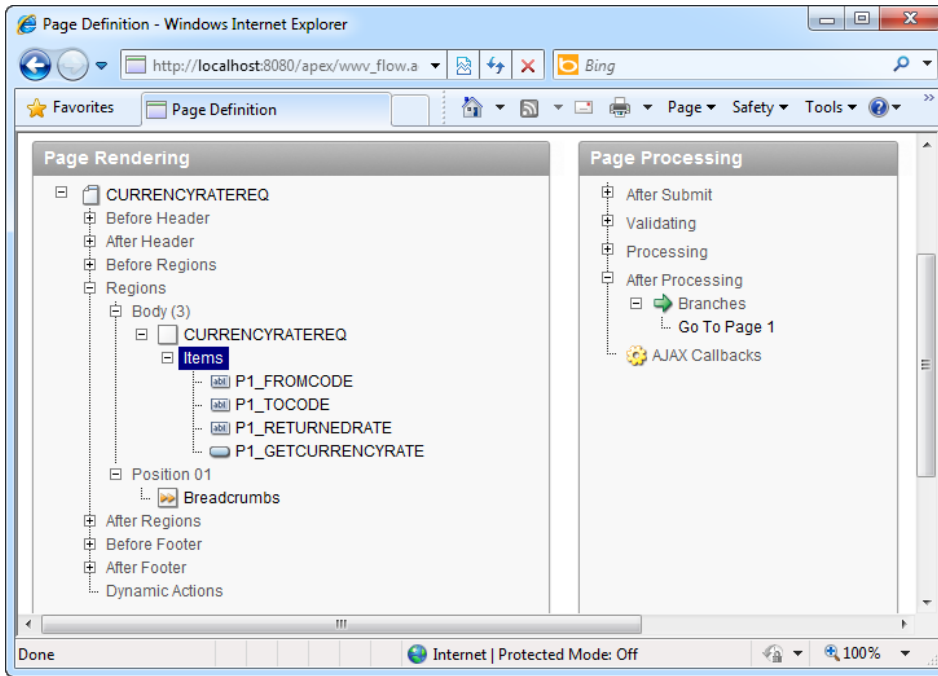 Page Definition - Windows Internet Explorer
http://localhost:8080/apex/wwv_flow.a
Bing
Favorites
Page Definition
Page
Safety
Tools
Page Rendering
CURRENCYRATEREQ
Before Header
After Header
Before Regions
Regions
Body (3)
CURRENCYRATEREQ
Items
P1_FROMCODE
P1_TOCODE
P1_RETURNEDRATE
P1_GETCURRENCYRATE
Position 01
Breadcrumbs
After Regions
Before Footer
After Footer
Dynamic Actions
Page Processing
After Submit
Validating
Processing
After Processing
Branches
Go To Page 1
AJAX Callbacks
Done
Internet | Protected Mode: Off
100%